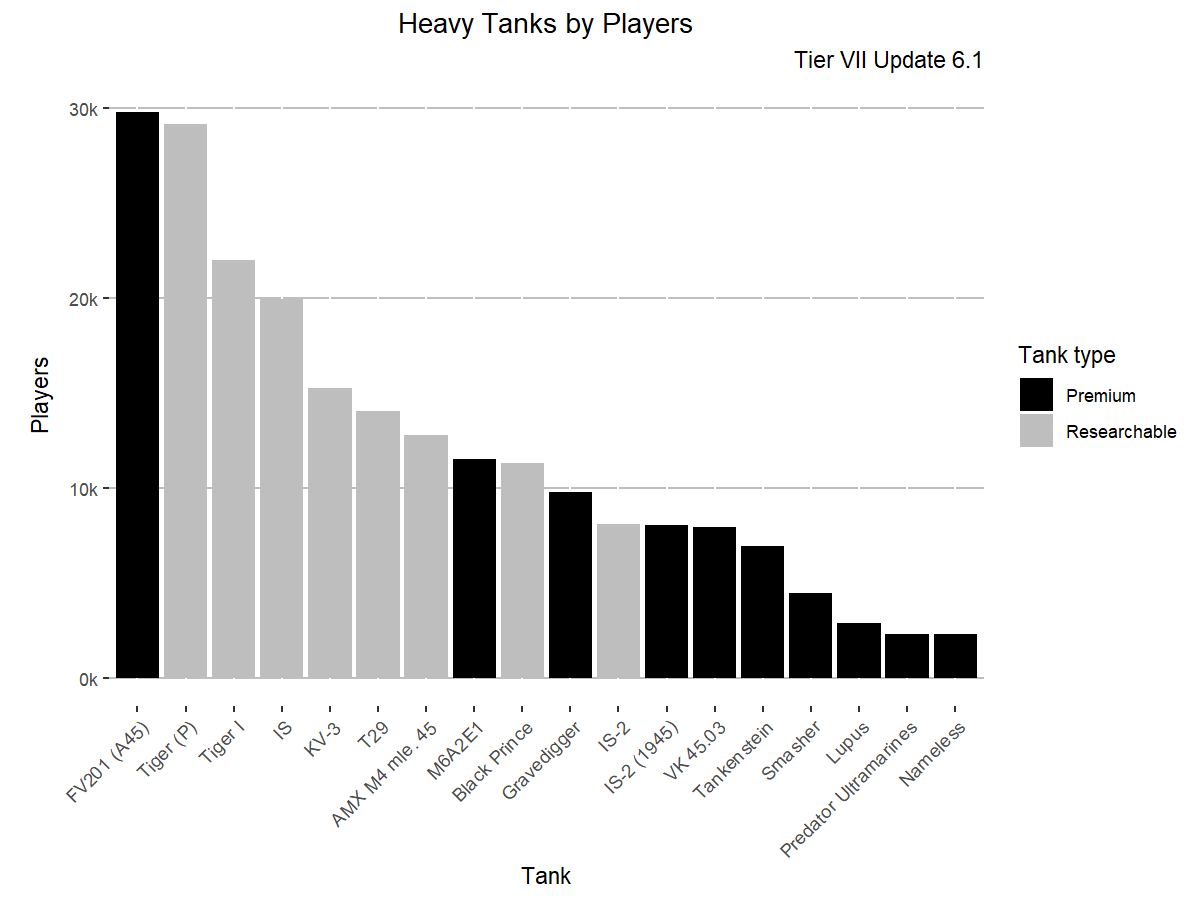 Heavy Tanks by Players
Tier VII Update 6.1
30k
20k
10k
0k
Players
FV201 (A45)
Tiger (P)
Tiger I
IS
KV-3
T29
AMX M4 mle. 45
M6A2E1
Black Prince
Gravedigger
IS-2
IS-2 (1945)
VK 45.03
Tankenstein
Smasher
Lupus
Predator Ultramarines
Nameless
Tank
Tank type
Premium
Researchable